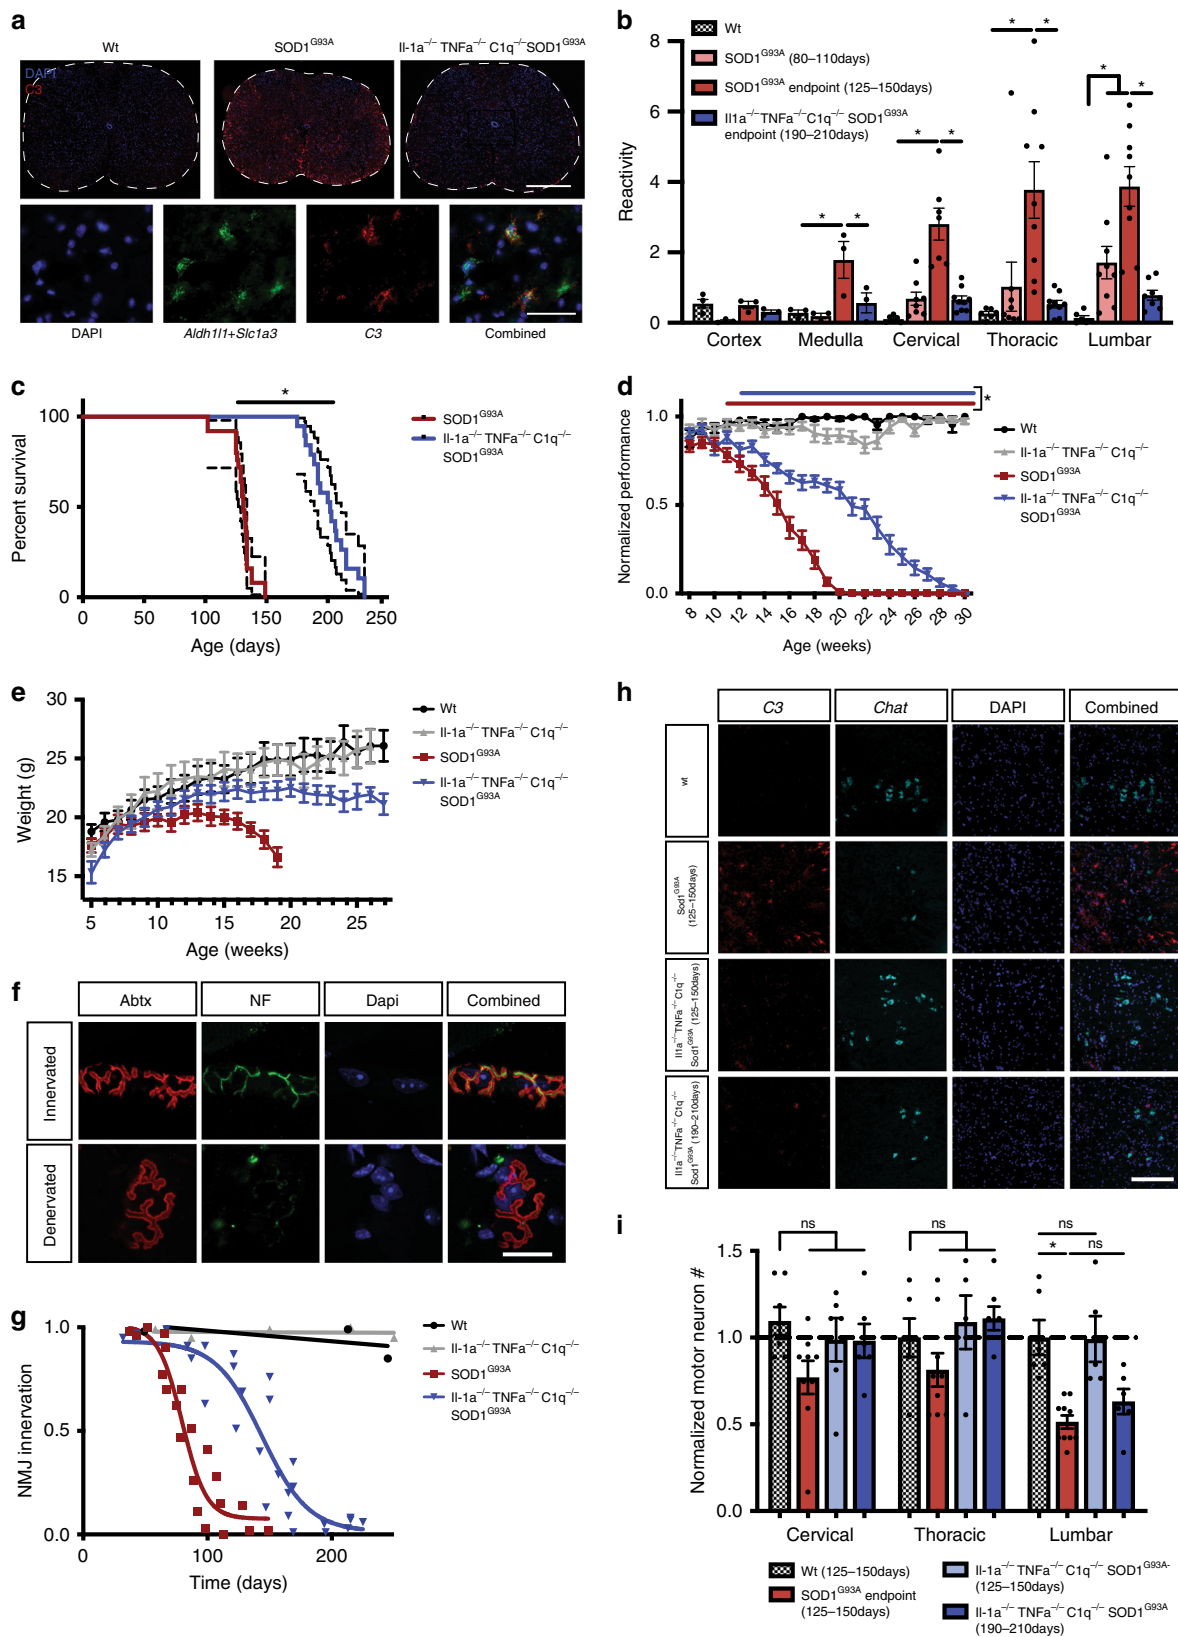 a
Wt
SOD1G93A
Il-1a−/− TNFa−/− C1q−/−SOD1G93A
DAPI
C3
DAPI
Aldh1l1+Slc1a3
C3
Combined
b
Wt
SOD1G93A (80–110days)
SOD1G93A endpoint (125–150days)
Il1a−/−TNFa−/−C1q−/− SOD1G93A
endpoint (190–210days)
Reactivity
8
6
4
2
0
* * * * * * * *
Cortex Medulla Cervical Thoracic Lumbar
c
Percent survival
100
50
0
*
0 50 100 150 200 250
Age (days)
SOD1G93A
Il-1a−/− TNFa−/− C1q−/−
SOD1G93A
d
Normalized performance
1.0
0.5
0.0
*
8 10 12 14 16 18 20 22 24 26 28 30
Age (weeks)
Wt
Il-1a−/− TNFa−/− C1q−/−
SOD1G93A
Il-1a−/− TNFa−/− C1q−/−
SOD1G93A
e
Weight (g)
30
25
20
15
5 10 15 20 25
Age (weeks)
Wt
Il-1a−/− TNFa−/− C1q−/−
SOD1G93A
Il-1a−/− TNFa−/− C1q−/−
SOD1G93A
f
Abtx NF Dapi Combined
Innervated
Denervated
g
NMJ innervation
1.0
0.5
0.0
0 100 200
Time (days)
Wt
Il-1a−/− TNFa−/− C1q−/−
SOD1G93A
Il-1a−/− TNFa−/− C1q−/−
SOD1G93A
h
C3 Chat DAPI Combined
wt
Sod1G93A
(125–150days)
Il1a−/−TNFa−/−C1q−/−
Sod1G93A (125–150days)
Il1a−/−TNFa−/−C1q−/−
Sod1G93A (190–210days)
i
Normalized motor neuron #
1.5
1.0
0.5
0.0
ns ns ns
* ns
Cervical Thoracic Lumbar
Wt (125–150days)
SOD1G93A endpoint
(125–150days)
Il-1a−/− TNFa−/− C1q−/− SOD1G93A-
(125–150days)
Il-1a−/− TNFa−/− C1q−/− SOD1G93A
(190–210days)